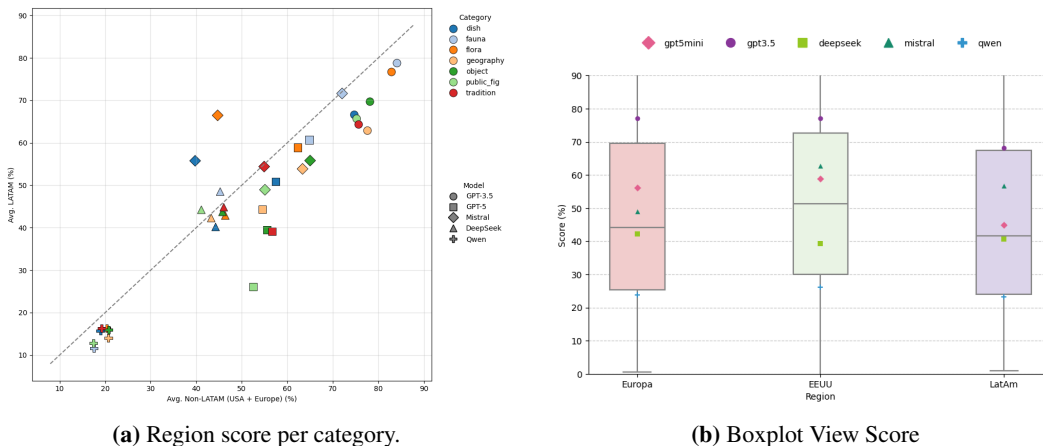 Category
dish
fauna
flora
geography
object
public_fig
tradition
Model
GPT-3.5
GPT-5
Mistral
DeepSeek
Qwen
Avg. LATAM (%)
90
80
70
60
50
40
30
20
10
10 20 30 40 50 60 70 80 90
Avg. Non-LATAM (USA + Europe) (%)
(a) Region score per category.
gpt5mini gpt3.5 deepseek mistral qwen
Score (%)
90
80
70
60
50
40
30
20
10
0
Europa EEUU LatAm
Region
(b) Boxplot View Score